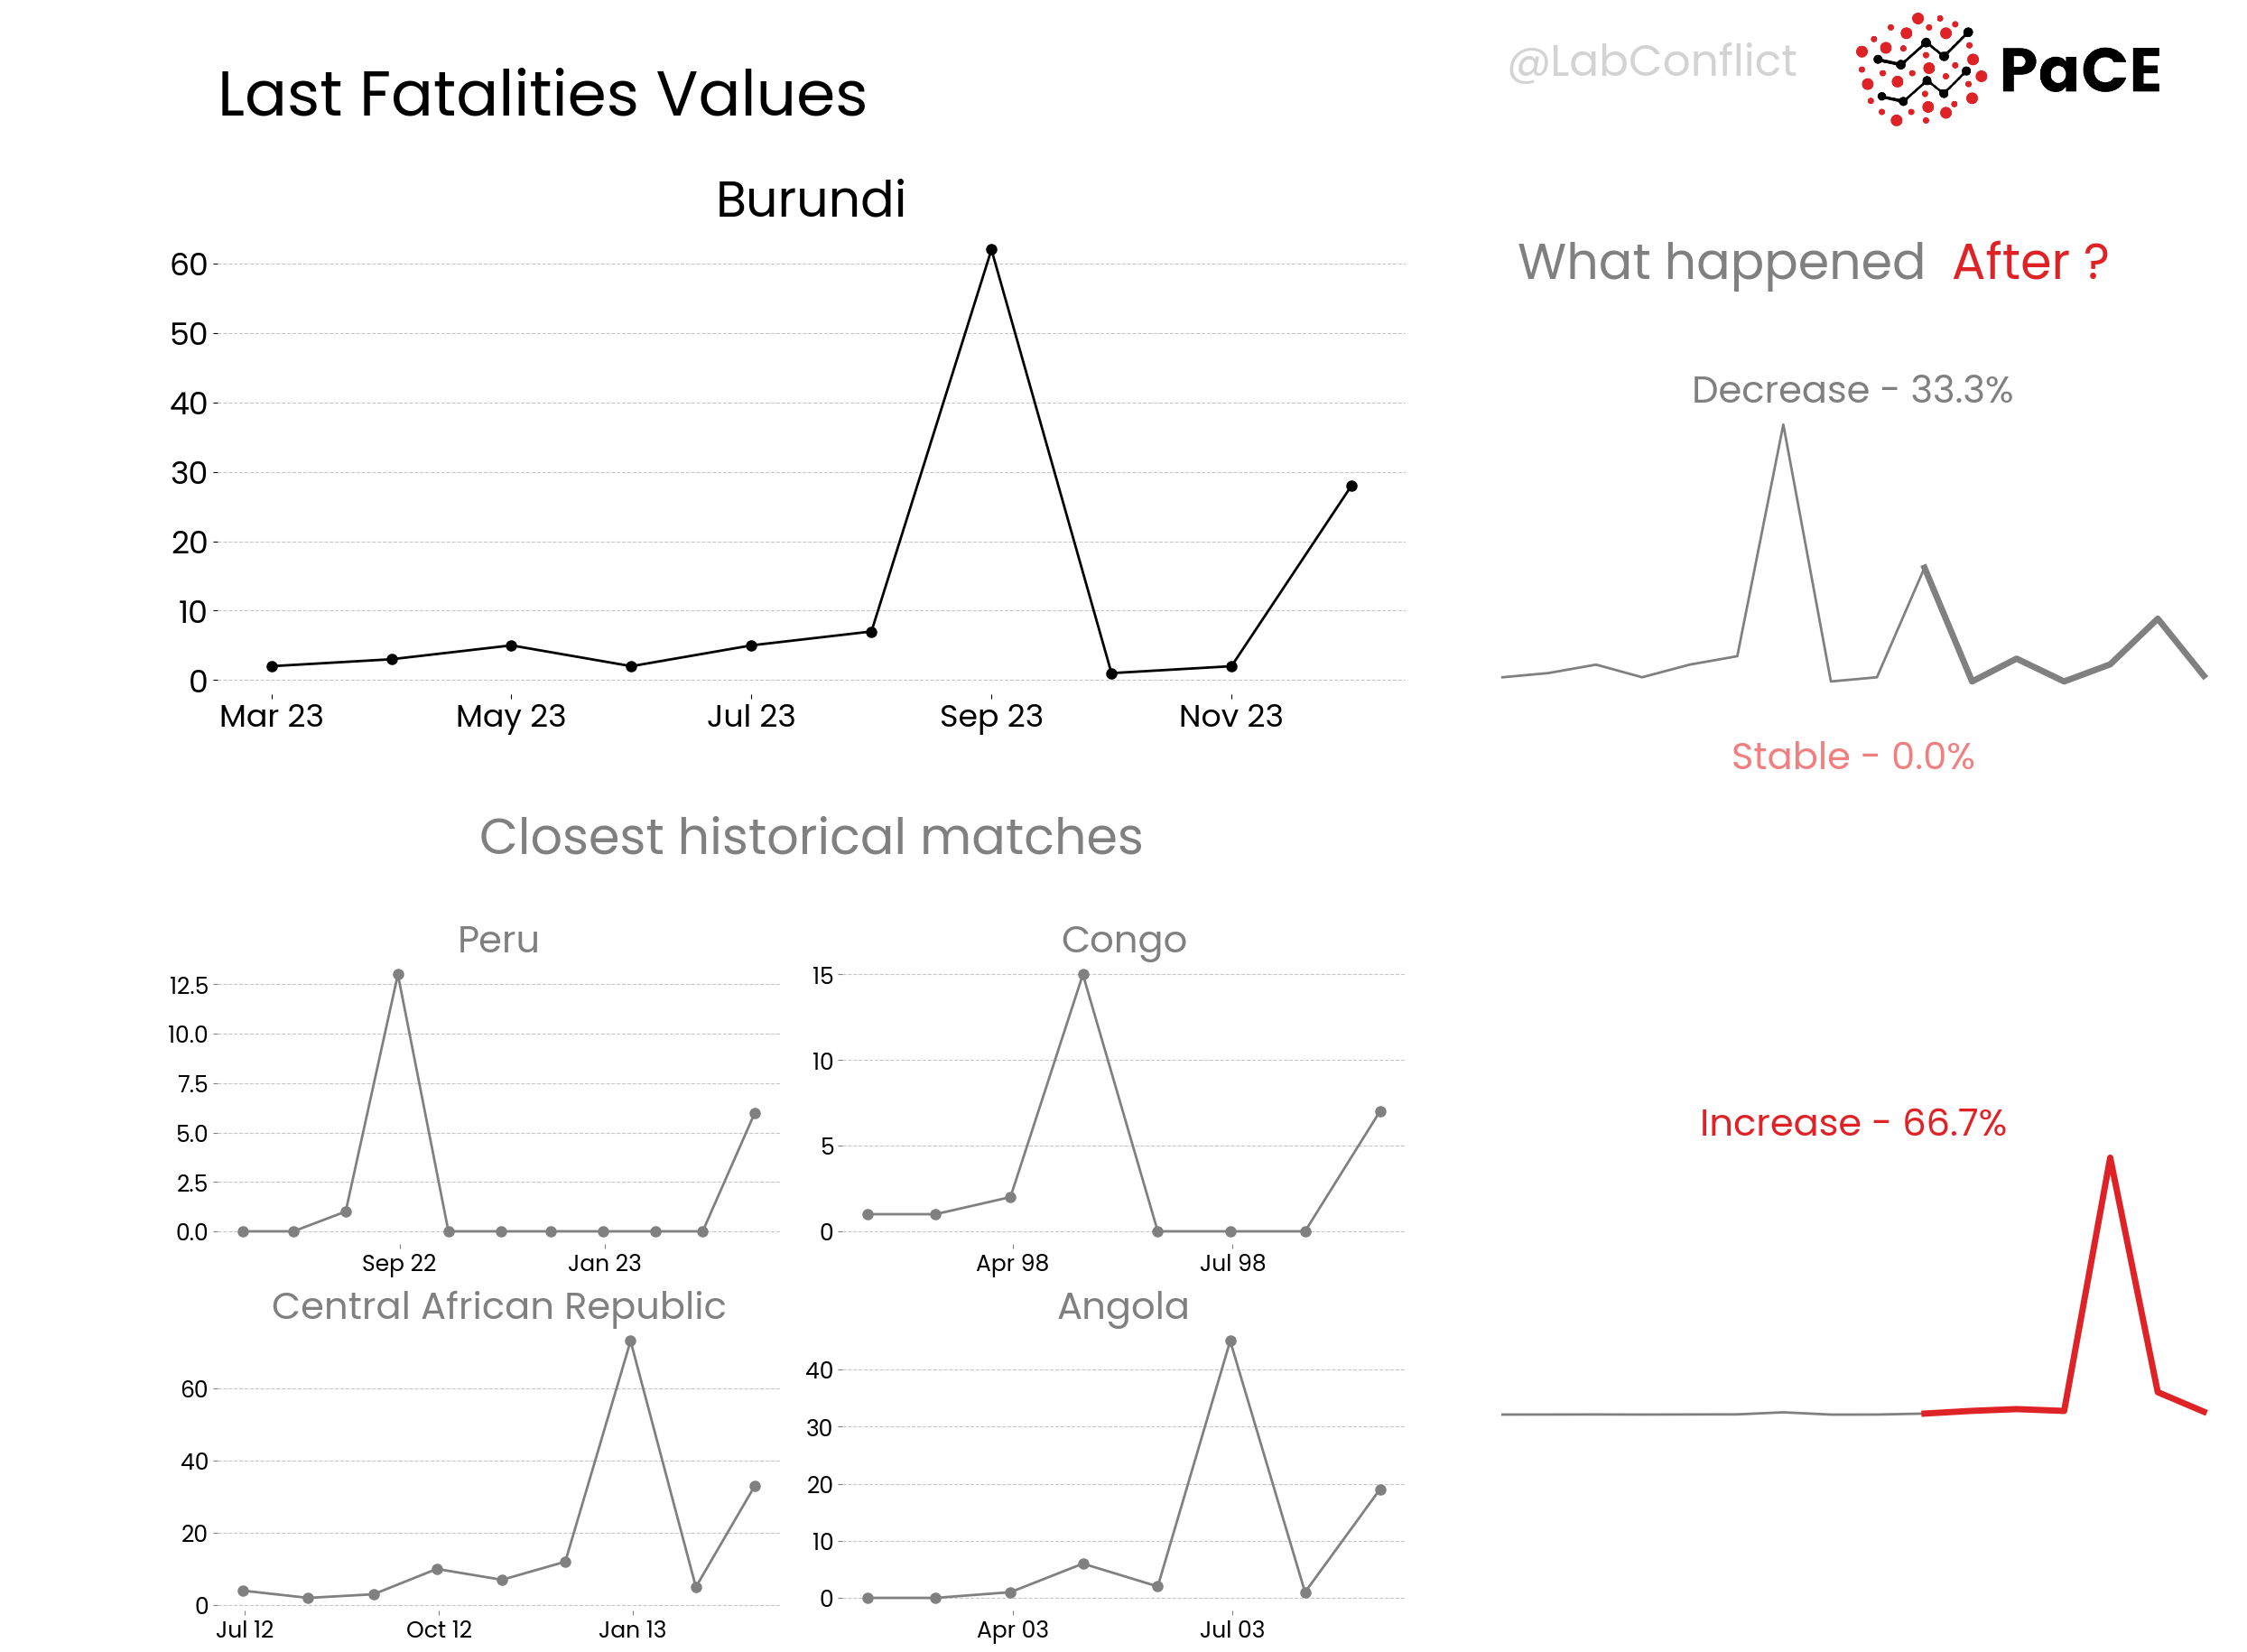 @LabConflict
PaCE
Last Fatalities Values
Burundi
60
50
40
30
20
10
0
Mar 23 May 23 Jul 23 Sep 23 Nov 23
What happened After ?
Decrease - 33.3%
Stable - 0.0%
Increase - 66.7%
Closest historical matches
Peru
12.5
10.0
7.5
5.0
2.5
0.0
Sep 22 Jan 23
Congo
15
10
5
0
Apr 98 Jul 98
Central African Republic
60
40
20
0
Jul 12 Oct 12 Jan 13
Angola
40
30
20
10
0
Apr 03 Jul 03